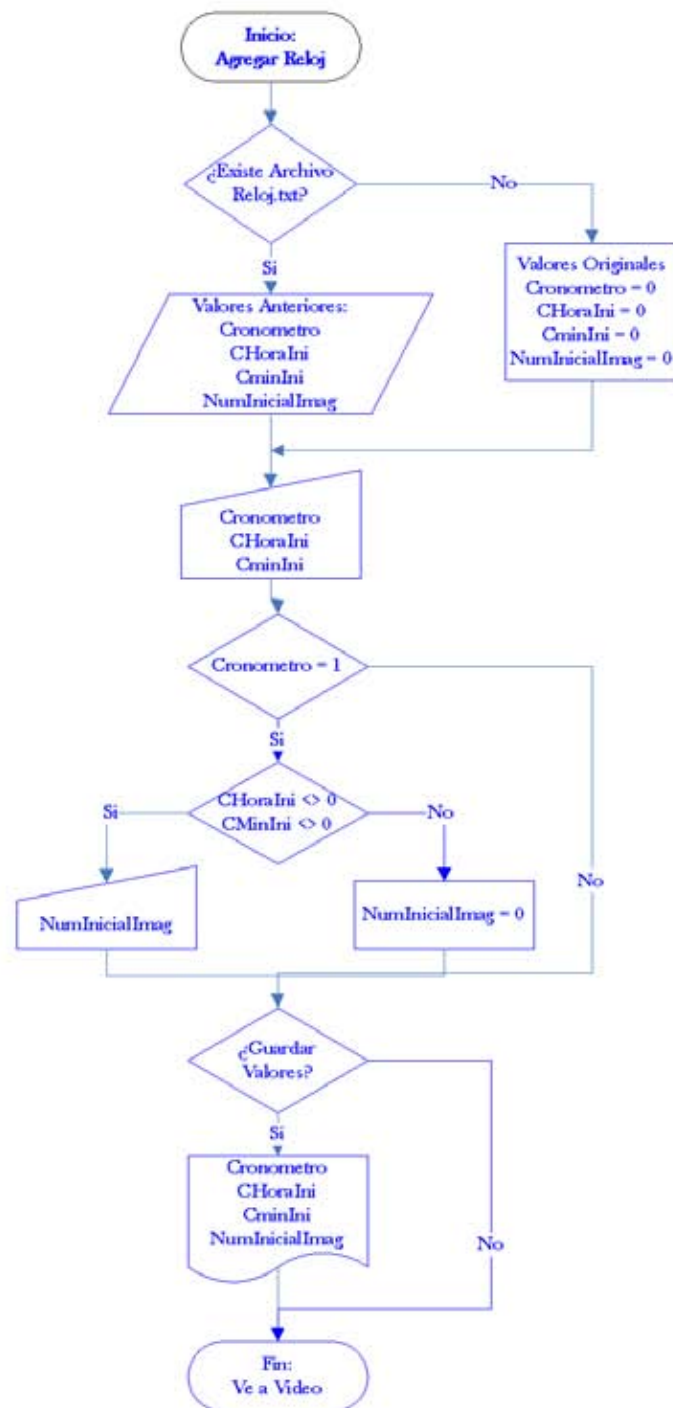 Inicio:
Agregar Reloj
¿Existe Archivo
Reloj.txt?
No
Si
Valores Originales
Cronometro = 0
CHoraIni = 0
CminIni = 0
NumInicialImag = 0
Valores Anteriores:
Cronometro
CHoraIni
CminIni
NumInicialImag
Cronometro
CHoraIni
CminIni
Cronometro = 1
Si
CHoraIni <> 0
CMinIni <> 0
Si
No
No
NumInicialImag
NumInicialImag = 0
¿Guardar
Valores?
Si
Cronometro
CHoraIni
CminIni
NumInicialImag
No
Fin:
Ve a Video